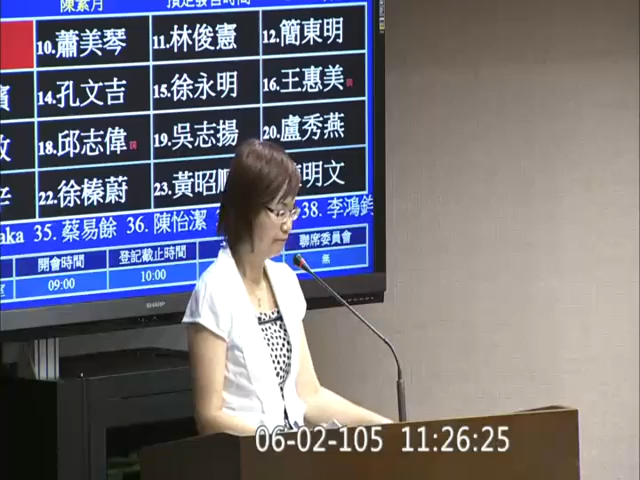 陳素月
10.蕭美琴 11.林俊憲 12.簡東明
14.孔文吉 15.徐永明 16.王惠美
18.邱志偉 19.吳志揚 20.盧秀燕
22.徐榛蔚 23.黃昭順 明文
aka 35.蔡易餘 36.陳怡潔 38.李鴻鈞
開會時間 登記截止時間 聯席委員會
09:00 10:00 無
SHARP
06-02-105 11:26:25